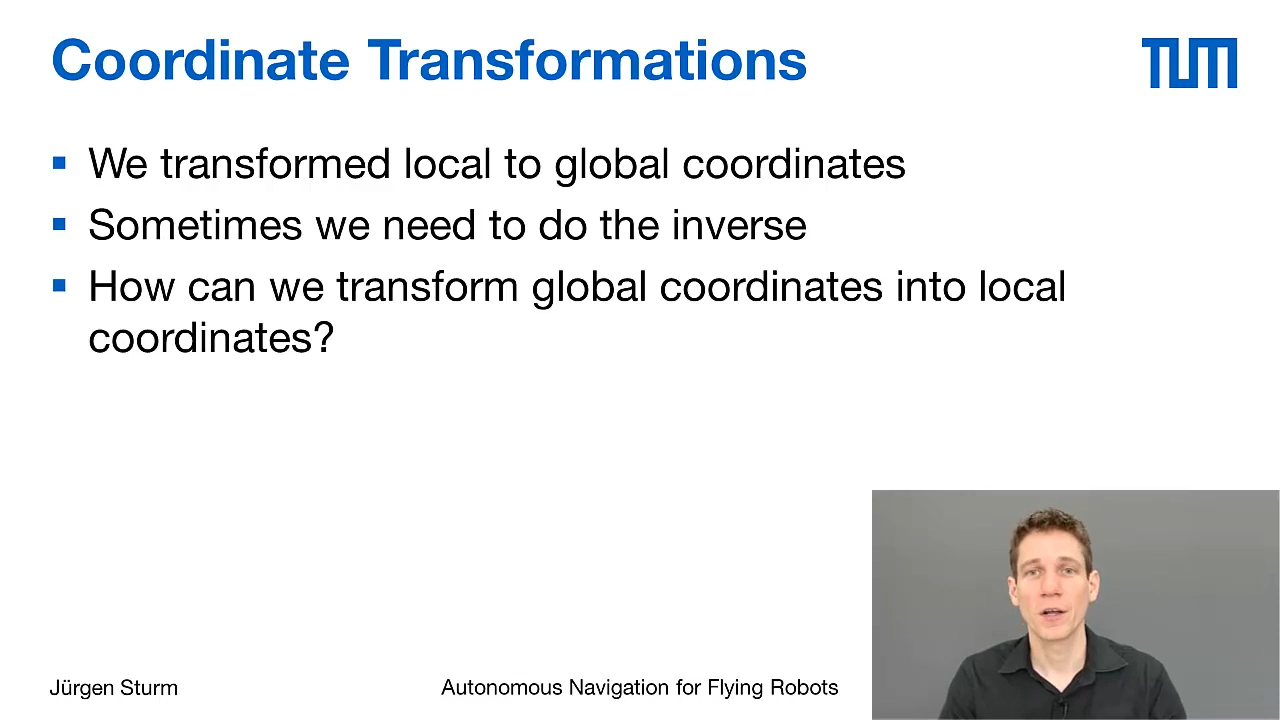 Coordinate Transformations
TUM
We transformed local to global coordinates
Sometimes we need to do the inverse
How can we transform global coordinates into local
coordinates?
Jürgen Sturm
Autonomous Navigation for Flying Robots